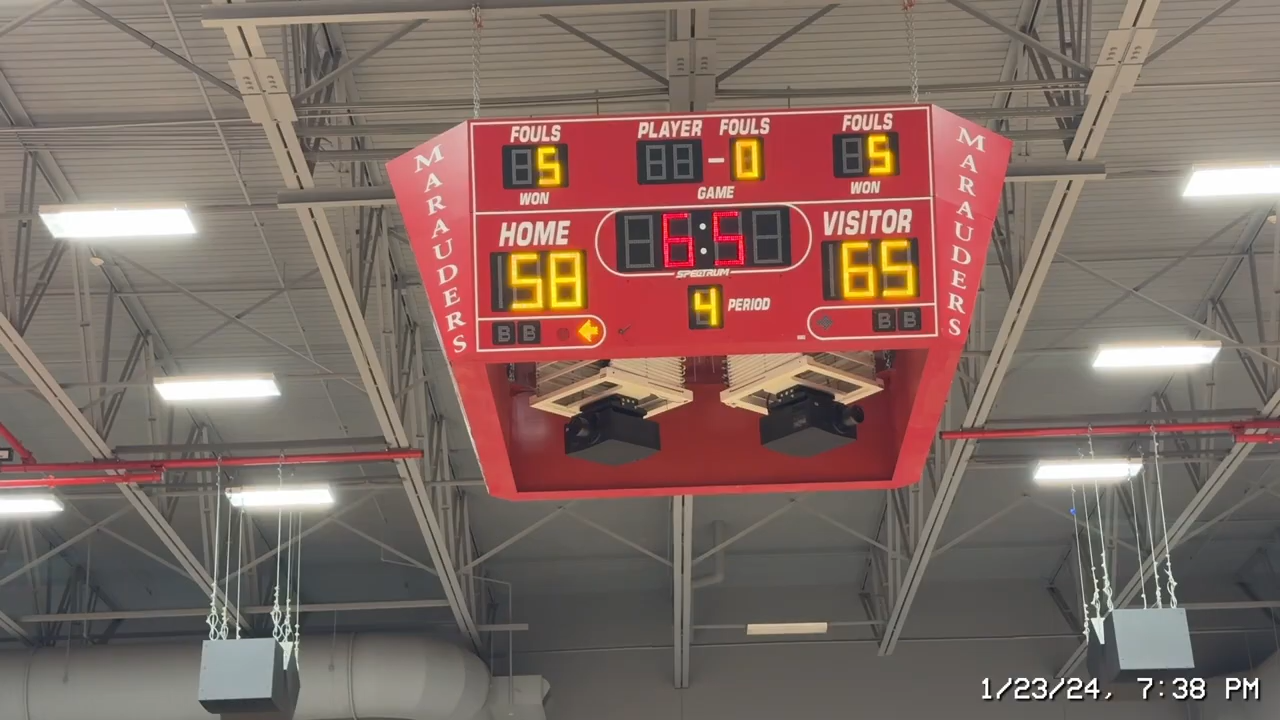 FOULS PLAYER FOULS FOULS
5 - 0 5
WON GAME WON
HOME 6:5 VISITOR
58 SPECTRUM 65
4 PERIOD
B B B B
MARAUDERS
MARAUDERS
1/23/24, 7:38 PM